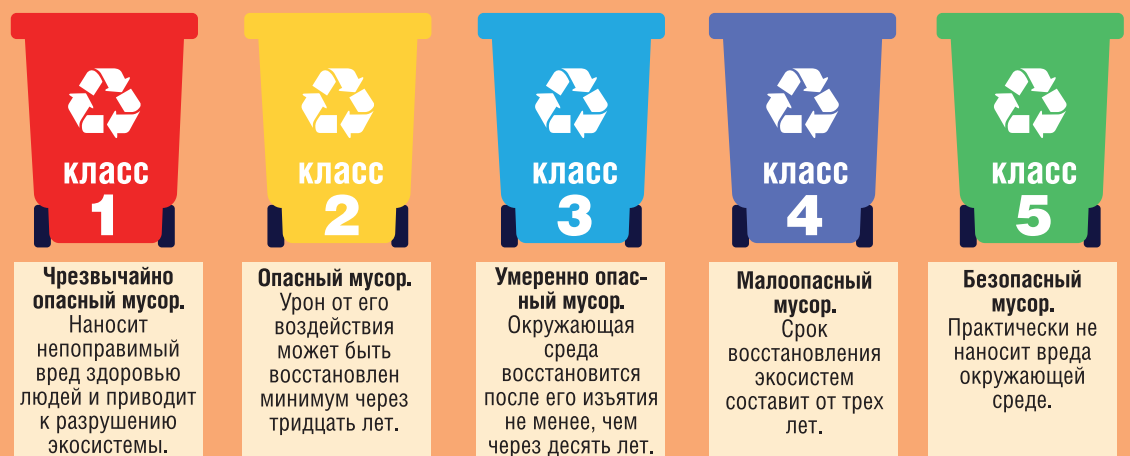 класс
1
Чрезвычайно
опасный мусор.
Наносит
непоправимый
вред здоровью
людей и приводит
к разрушению
экосистемы.
класс
2
Опасный мусор.
Урон от его
воздействия
может быть
восстановлен
минимум через
тридцать лет.
класс
3
Умеренно опас-
ный мусор.
Окружающая
среда
восстановится
после его изъятия
не менее, чем
через десять лет.
класс
4
Малоопасный
мусор.
Срок
восстановления
экосистем
составит от трех
лет.
класс
5
Безопасный
мусор.
Практически не
наносит вреда
окружающей
среде.